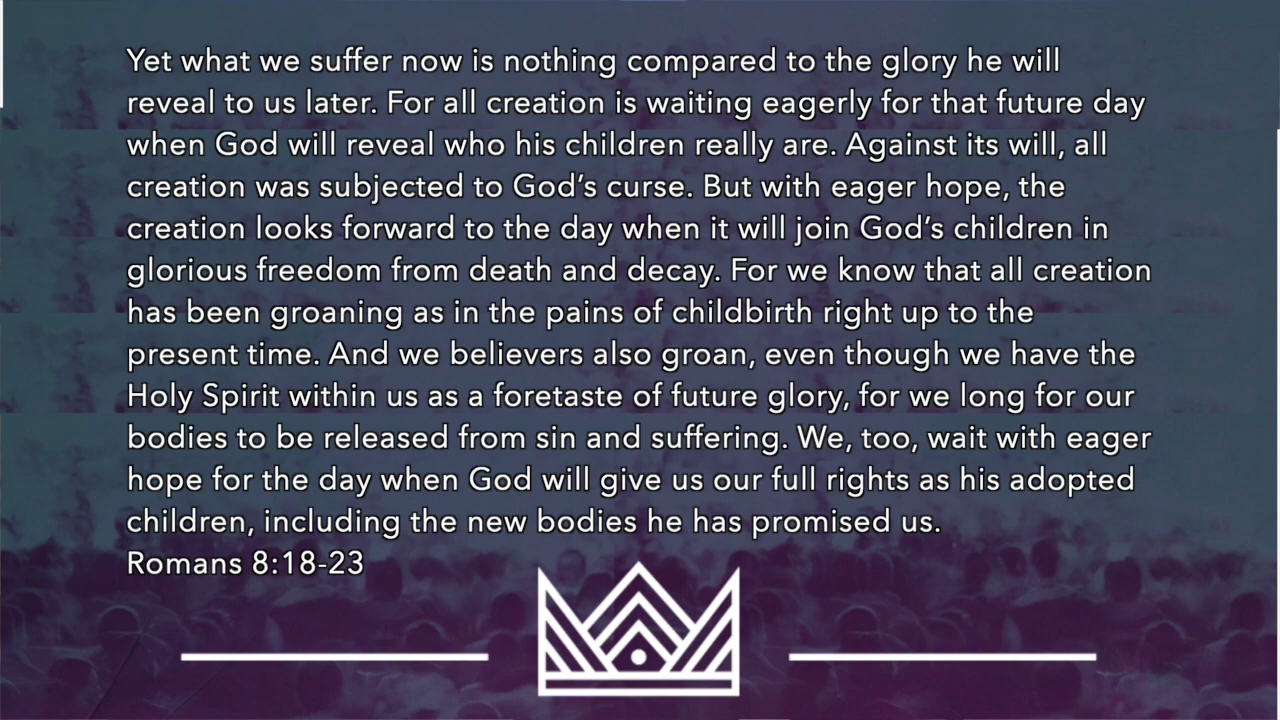 Yet what we suffer now is nothing compared to the glory he will
reveal to us later. For all creation is waiting eagerly for that future day
when God will reveal who his children really are. Against its will, all
creation was subjected to God’s curse. But with eager hope, the
creation looks forward to the day when it will join God’s children in
glorious freedom from death and decay. For we know that all creation
has been groaning as in the pains of childbirth right up to the
present time. And we believers also groan, even though we have the
Holy Spirit within us as a foretaste of future glory, for we long for our
bodies to be released from sin and suffering. We, too, wait with eager
hope for the day when God will give us our full rights as his adopted
children, including the new bodies he has promised us.
Romans 8:18-23